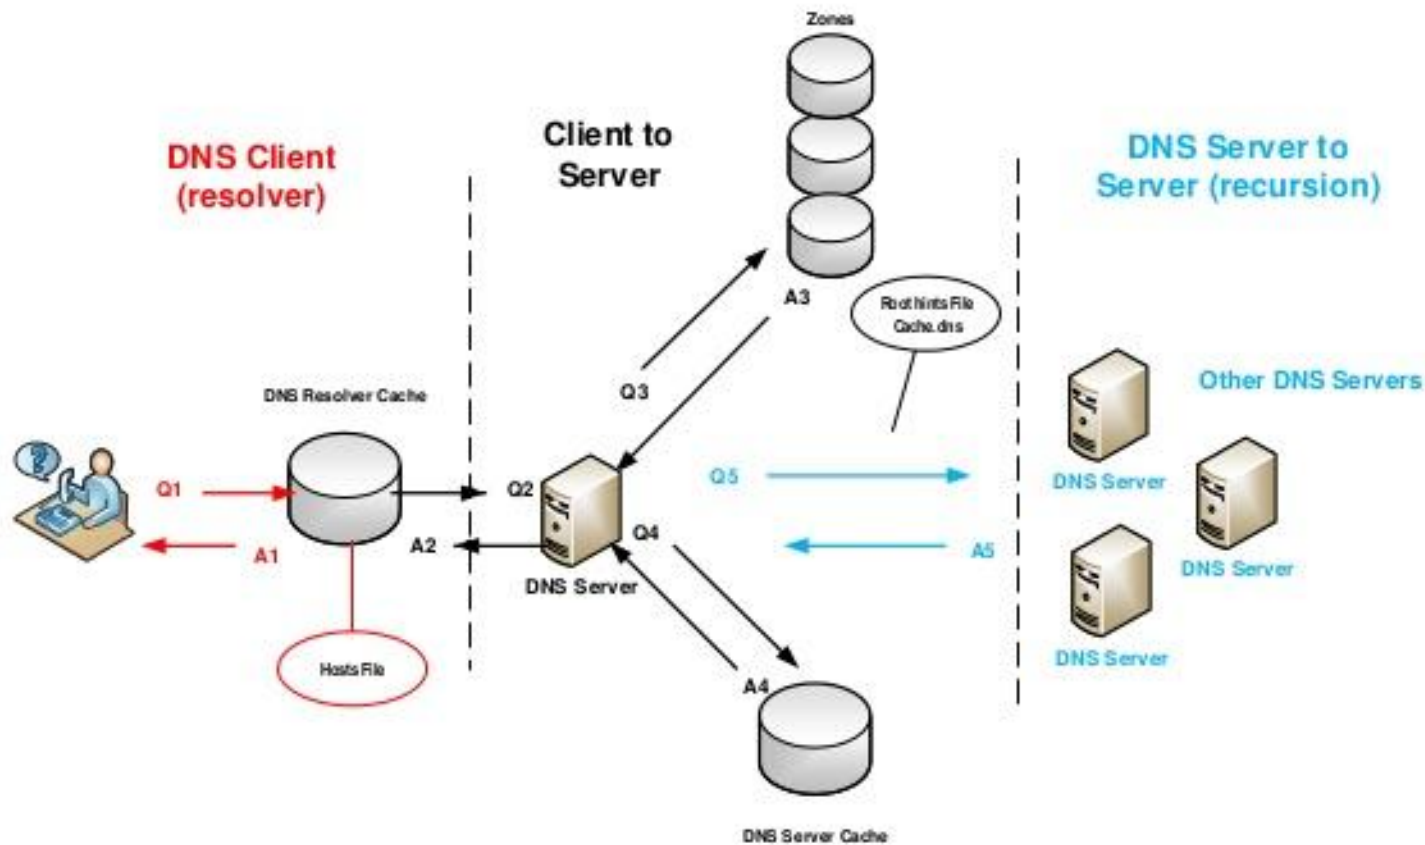 Zones
DNS Client
(resolver)
Client to
Server
DNS Server to
Server (recursion)
A3
Root hints File
Cache.dns
Q3
DNS Resolver Cache
Other DNS Servers
Q1
A1
Q2
A2
Q4
DNS Server
Q5
A5
DNS Server
DNS Server
DNS Server
Hosts File
A4
DNS Server Cache